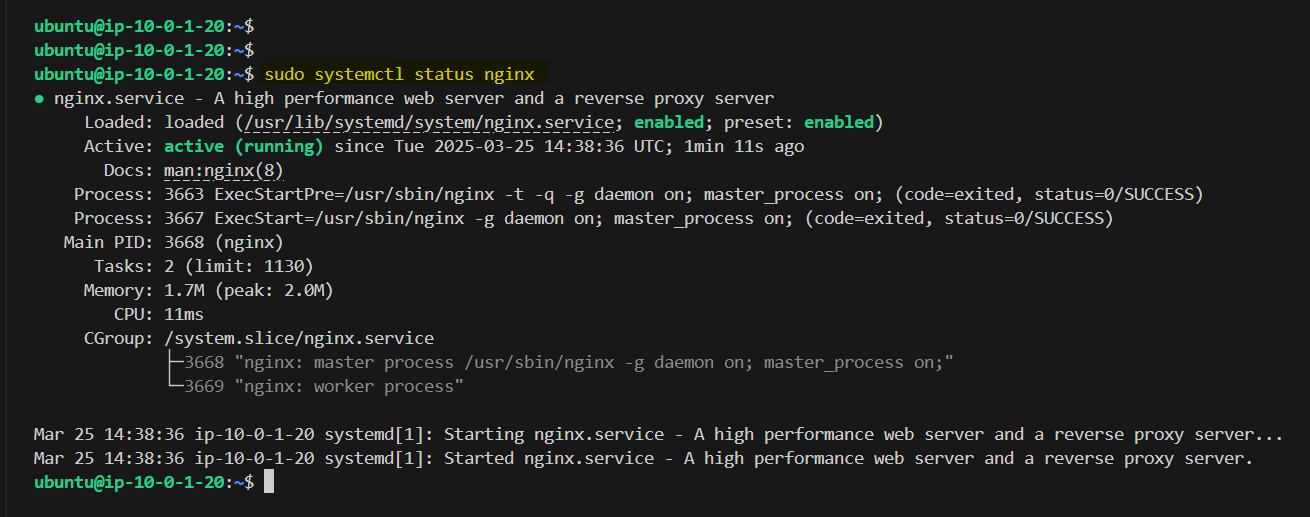 ubuntu@ip-10-0-1-20:~$
ubuntu@ip-10-0-1-20:~$
ubuntu@ip-10-0-1-20:~$ sudo systemctl status nginx
● nginx.service - A high performance web server and a reverse proxy server
     Loaded: loaded (/usr/lib/systemd/system/nginx.service; enabled; preset: enabled)
     Active: active (running) since Tue 2025-03-25 14:38:36 UTC; 1min 11s ago
       Docs: man:nginx(8)
    Process: 3663 ExecStartPre=/usr/sbin/nginx -t -q -g daemon on; master_process on; (code=exited, status=0/SUCCESS)
    Process: 3667 ExecStart=/usr/sbin/nginx -g daemon on; master_process on; (code=exited, status=0/SUCCESS)
   Main PID: 3668 (nginx)
      Tasks: 2 (limit: 1130)
     Memory: 1.7M (peak: 2.0M)
        CPU: 11ms
     CGroup: /system.slice/nginx.service
             ├─3668 "nginx: master process /usr/sbin/nginx -g daemon on; master_process on;"
             └─3669 "nginx: worker process"

Mar 25 14:38:36 ip-10-0-1-20 systemd[1]: Starting nginx.service - A high performance web server and a reverse proxy server...
Mar 25 14:38:36 ip-10-0-1-20 systemd[1]: Started nginx.service - A high performance web server and a reverse proxy server.
ubuntu@ip-10-0-1-20:~$